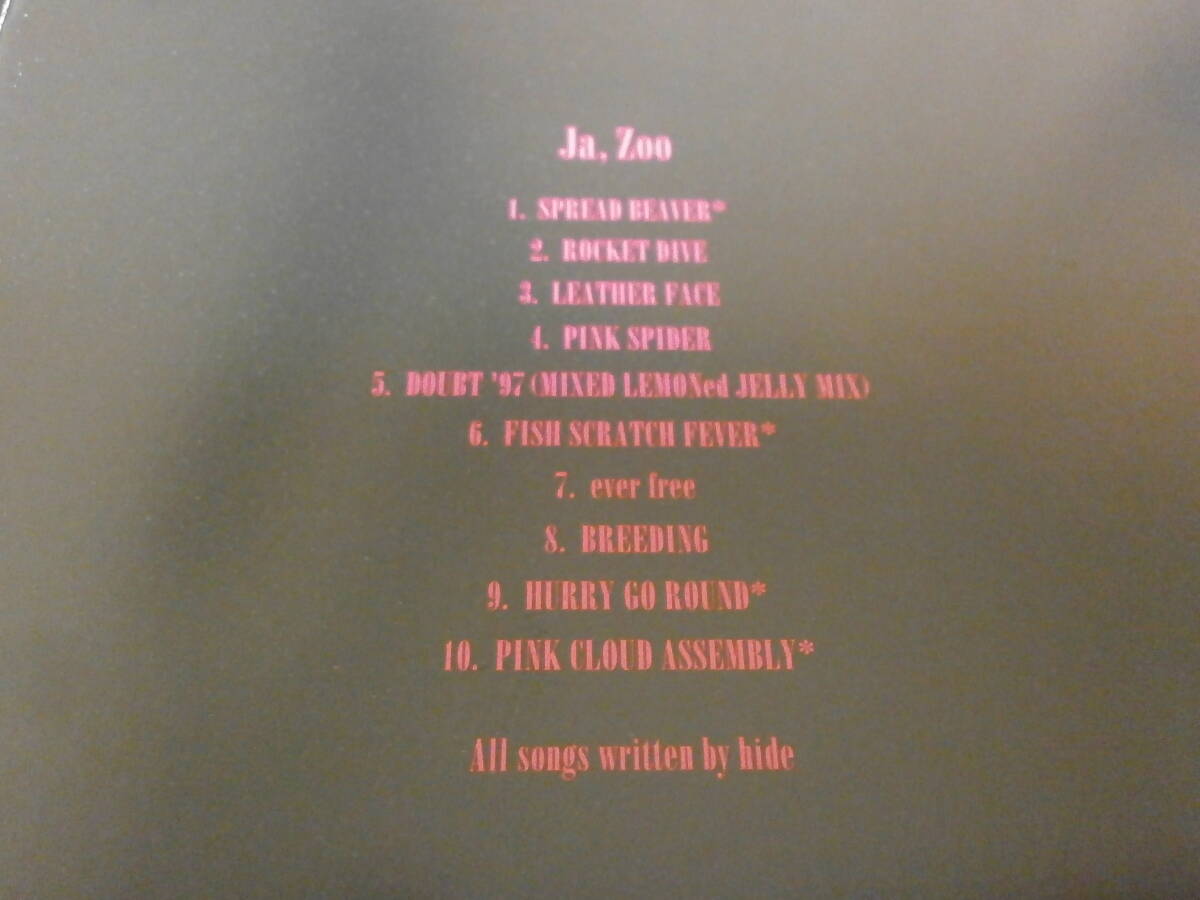 Ja, Zoo
1. SPREAD BEAVER*
2. ROCKET DIVE
3. LEATHER FACE
4. PINK SPIDER
5. DOUBT '97 (MIXED LEMONed JELLY MIX)
6. FISH SCRATCH FEVER*
7. ever free
8. BREEDING
9. HURRY GO ROUND*
10. PINK CLOUD ASSEMBLY*
All songs written by hide